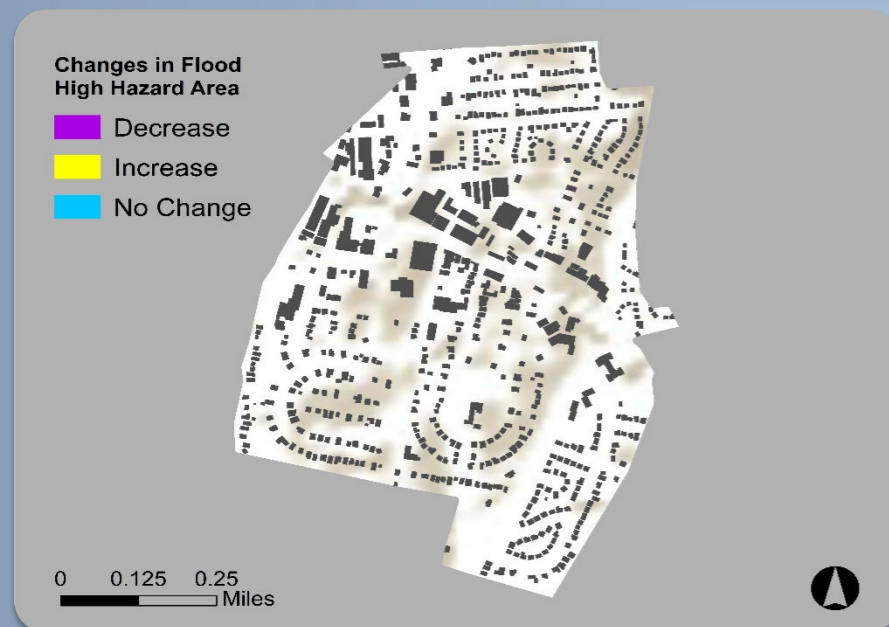 Changes in Flood
High Hazard Area
Decrease
Increase
No Change
0 0.125 0.25
Miles